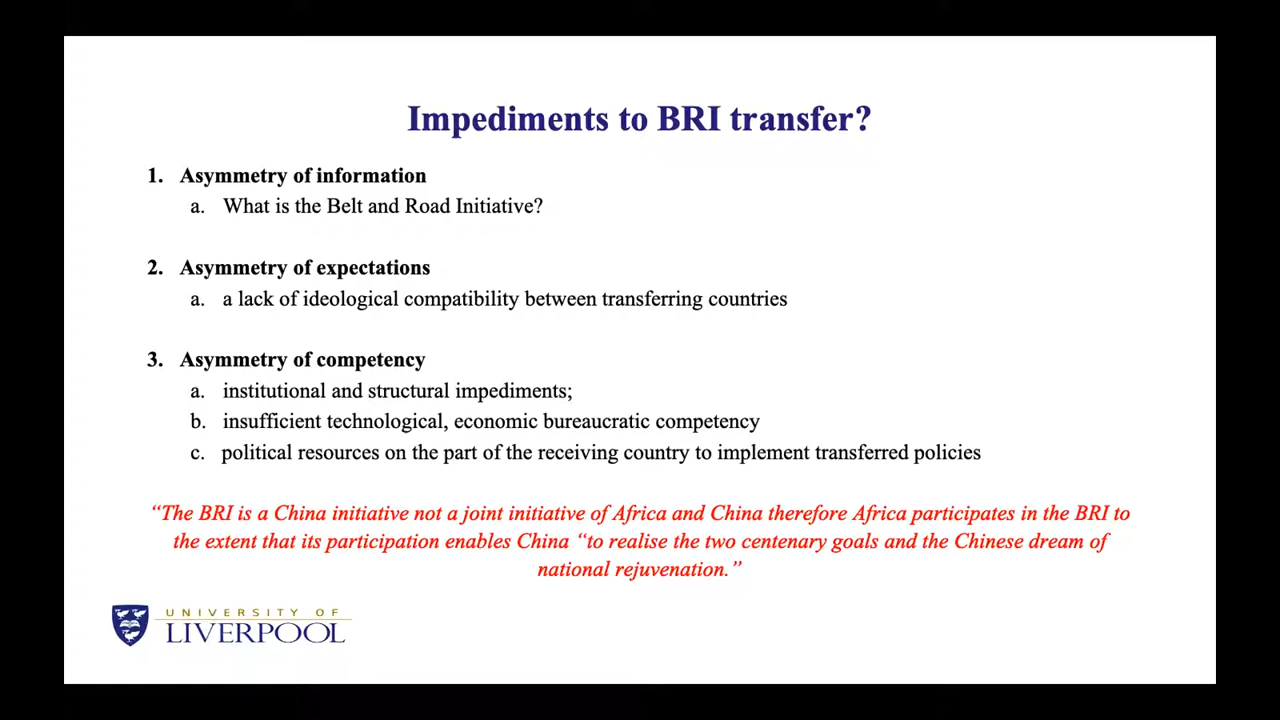 Impediments to BRI transfer?
1. Asymmetry of information
a. What is the Belt and Road Initiative?
2. Asymmetry of expectations
a. a lack of ideological compatibility between transferring countries
3. Asymmetry of competency
a. institutional and structural impediments;
b. insufficient technological, economic bureaucratic competency
c. political resources on the part of the receiving country to implement transferred policies
“The BRI is a China initiative not a joint initiative of Africa and China therefore Africa participates in the BRI to
the extent that its participation enables China “to realise the two centenary goals and the Chinese dream of
national rejuvenation.”
UNIVERSITY OF
LIVERPOOL